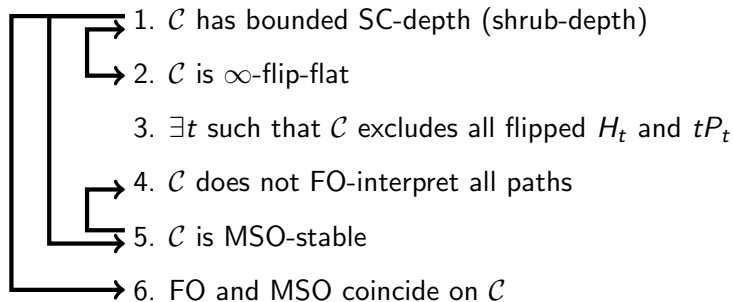 1. 𝒞 has bounded SC-depth (shrub-depth)
2. 𝒞 is ∞-flip-flat
3. ∃t such that 𝒞 excludes all flipped H_t and tP_t
4. 𝒞 does not FO-interpret all paths
5. 𝒞 is MSO-stable
6. FO and MSO coincide on 𝒞